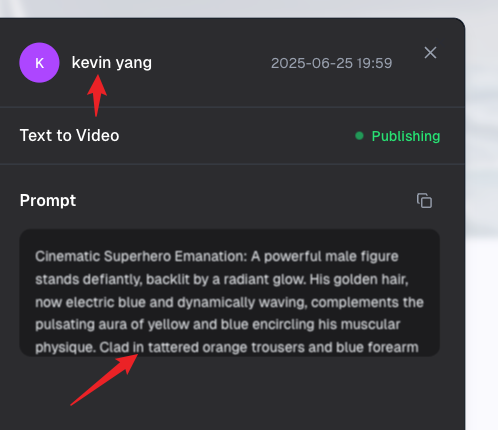 K
kevin yang
2025-06-25 19:59
Text to Video
Publishing
Prompt
Cinematic Superhero Emanation: A powerful male figure
stands defiantly, backlit by a radiant glow. His golden hair,
now electric blue and dynamically waving, complements the
pulsating aura of yellow and blue encircling his muscular
physique. Clad in tattered orange trousers and blue forearm